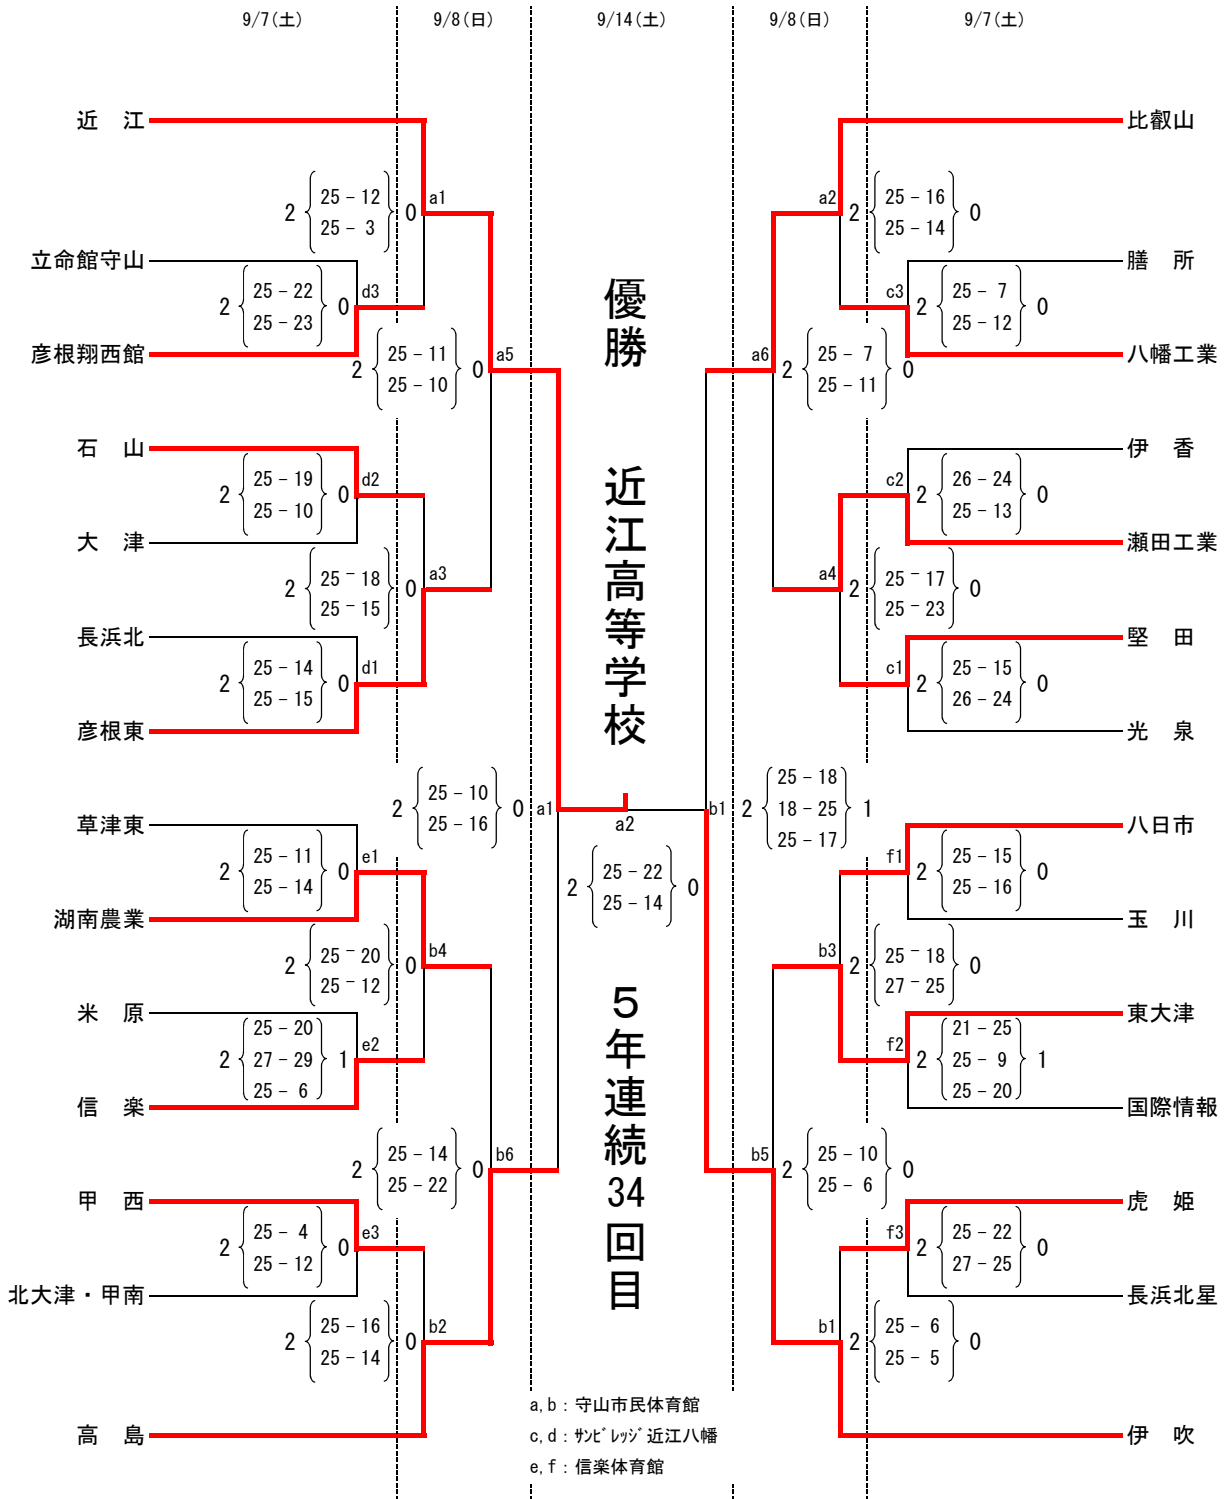 9/7(土) 9/8(日) 9/14(土) 9/8(日) 9/7(土)
近　江
比叡山
25 − 12
2 0 a1
25 − 3
25 − 16
a2 2 0
25 − 14
立命館守山
膳　所
25 − 22
2 0 d3
25 − 23
25 − 7
c3 2 0
25 − 12
彦根翔西館
八幡工業
25 − 11
2 0 a5
25 − 10
25 − 7
a6 2 0
25 − 11
石　山
伊　香
25 − 19
2 0 d2
25 − 10
26 − 24
c2 2 0
25 − 13
大　津
瀬田工業
25 − 18
2 0 a3
25 − 15
25 − 17
a4 2 0
25 − 23
長浜北
堅　田
25 − 14
2 0 d1
25 − 15
25 − 15
c1 2 0
26 − 24
彦根東
光　泉
25 − 10
2 0 a1
25 − 16
25 − 18
b1 2 18 − 25 1
25 − 17
草津東
八日市
25 − 11
2 0 e1
25 − 14
25 − 15
f1 2 0
25 − 16
湖南農業
玉　川
a2
25 − 22
2 0
25 − 14
25 − 20
2 0 b4
25 − 12
25 − 18
b3 2 0
27 − 25
米　原
東大津
25 − 20
2 27 − 29 1 e2
25 − 6
21 − 25
f2 2 25 − 9 1
25 − 20
信　楽
国際情報
25 − 14
2 0 b6
25 − 22
25 − 10
b5 2 0
25 − 6
甲　西
虎　姫
25 − 4
2 0 e3
25 − 12
25 − 22
f3 2 0
27 − 25
北大津・甲南
長浜北星
25 − 16
2 0 b2
25 − 14
25 − 6
b1 2 0
25 − 5
高　島
伊　吹
優勝　近江高等学校　５年連続34回目
a,b：守山市民体育館
c,d：ｻﾝﾋﾞﾚｯｼﾞ近江八幡
e,f：信楽体育館